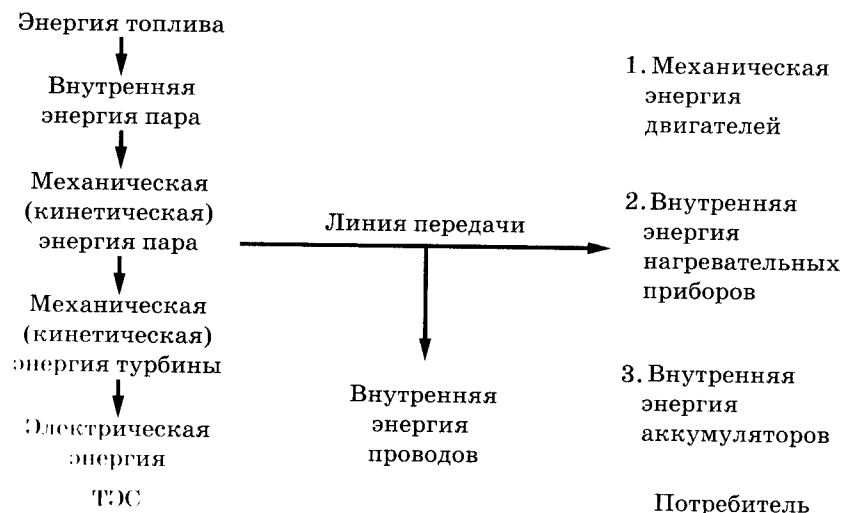 Энергия топлива
Внутренняя
энергия пара
Механическая
(кинетическая)
энергия пара
Механическая
(кинетическая)
энергия турбины
Электрическая
энергия
ТЭС
Линия передачи
Внутренняя
энергия
проводов
1. Механическая
энергия
двигателей
2. Внутренняя
энергия
нагревательных
приборов
3. Внутренняя
энергия
аккумуляторов
Потребитель